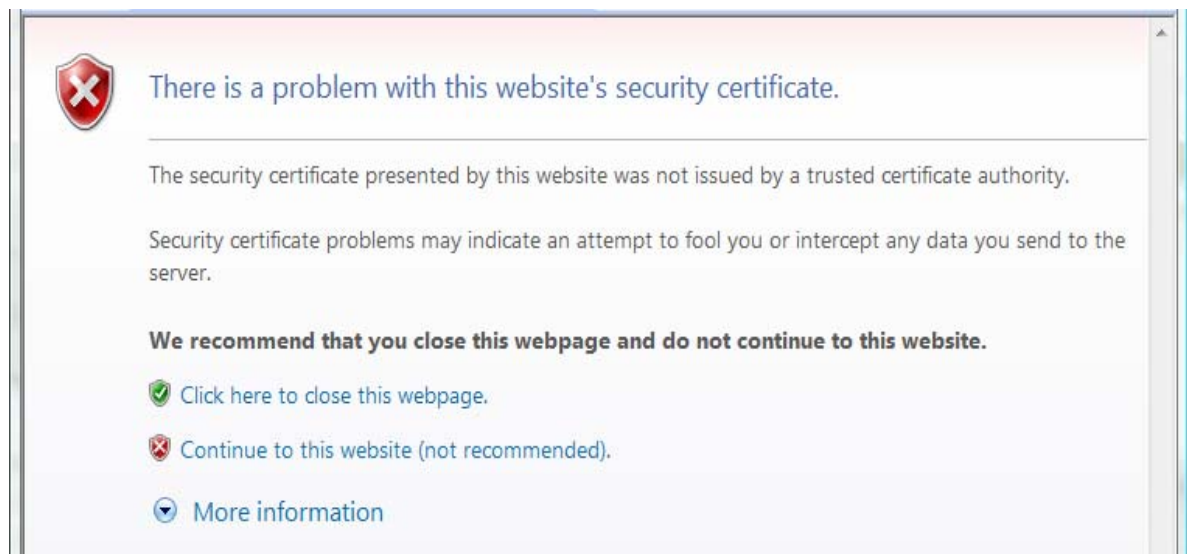 There is a problem with this website's security certificate.
The security certificate presented by this website was not issued by a trusted certificate authority.
Security certificate problems may indicate an attempt to fool you or intercept any data you send to the
server.
We recommend that you close this webpage and do not continue to this website.
Click here to close this webpage.
Continue to this website (not recommended).
More information